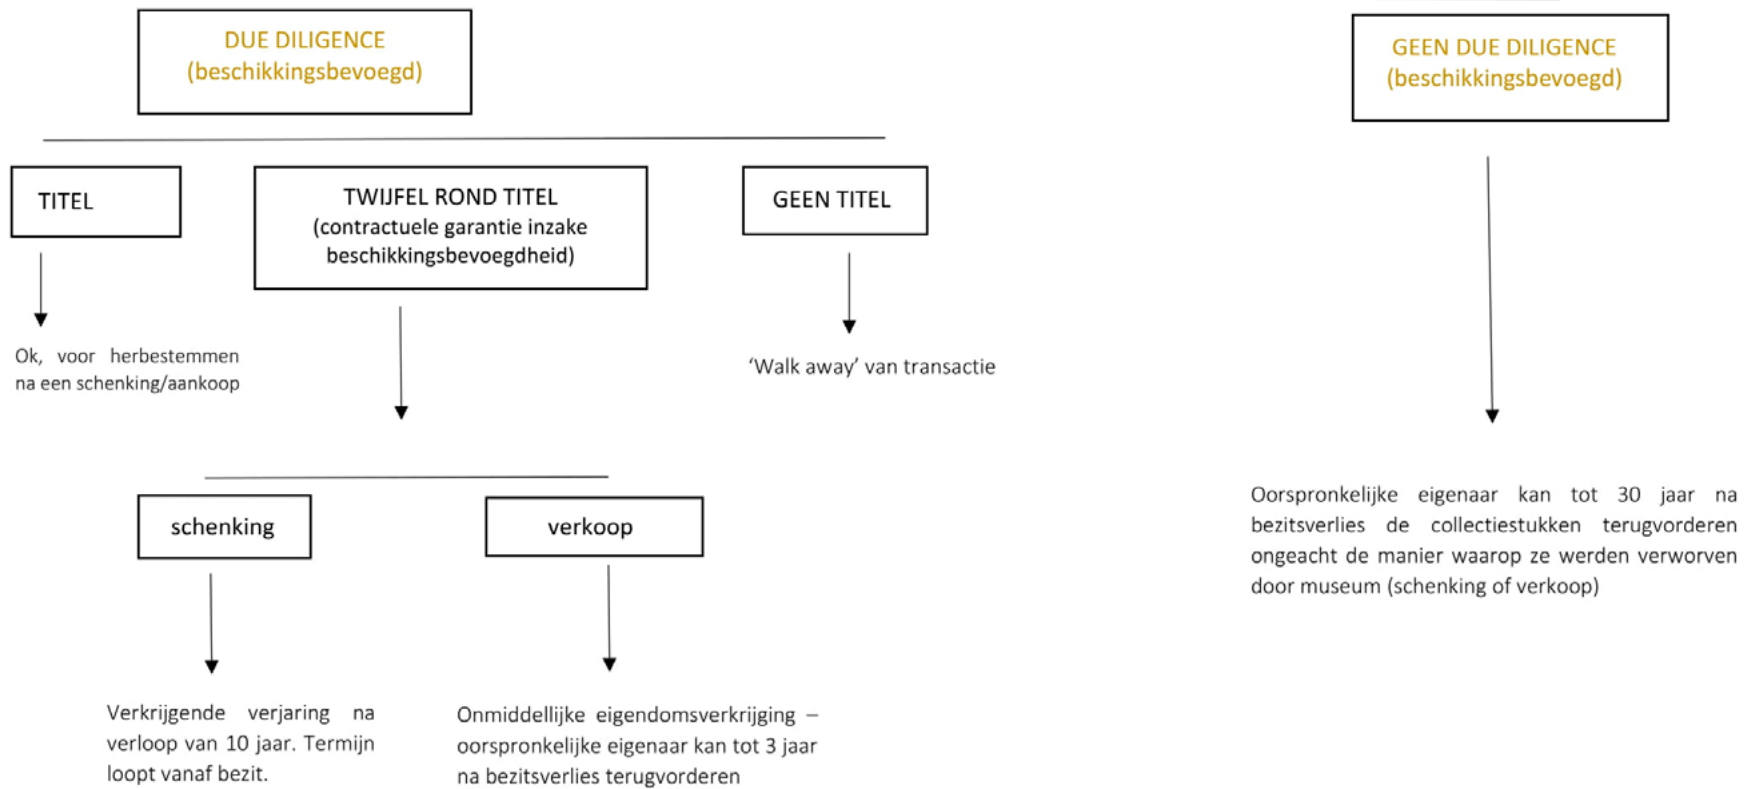 DUE DILIGENCE
(beschikkingsbevoegd)
TITEL
TWIJFEL ROND TITEL
(contractuele garantie inzake
beschikkingsbevoegdheid)
GEEN TITEL
Ok, voor herbestemmen
na een schenking/aankoop
‘Walk away’ van transactie
schenking
verkoop
Verkrijgende verjaring na
verloop van 10 jaar. Termijn
loopt vanaf bezit.
Onmiddellijke eigendomsverkrijging –
oorspronkelijke eigenaar kan tot 3 jaar
na bezitsverlies terugvorderen
GEEN DUE DILIGENCE
(beschikkingsbevoegd)
Oorspronkelijke eigenaar kan tot 30 jaar na
bezitsverlies de collectiestukken terugvorderen
ongeacht de manier waarop ze werden verworven
door museum (schenking of verkoop)